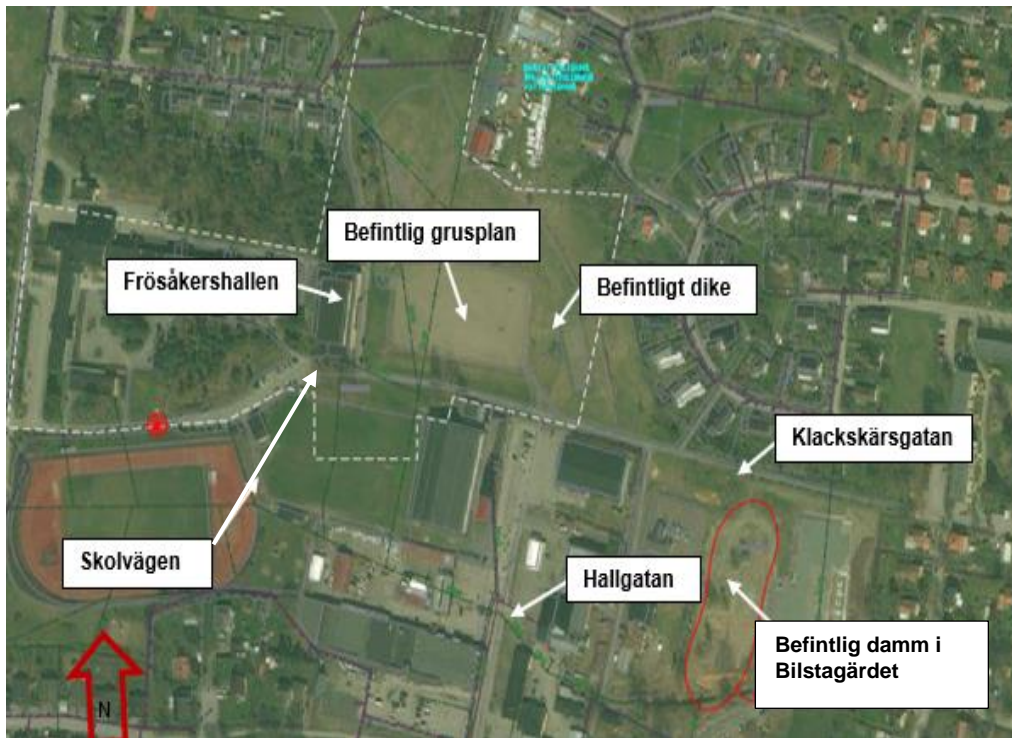 Befintlig grusplan
Frösåkershallen
Befintligt dike
Klackskärsgatan
Skolvägen
Hallgatan
Befintlig damm i
Bilstagärdet
N